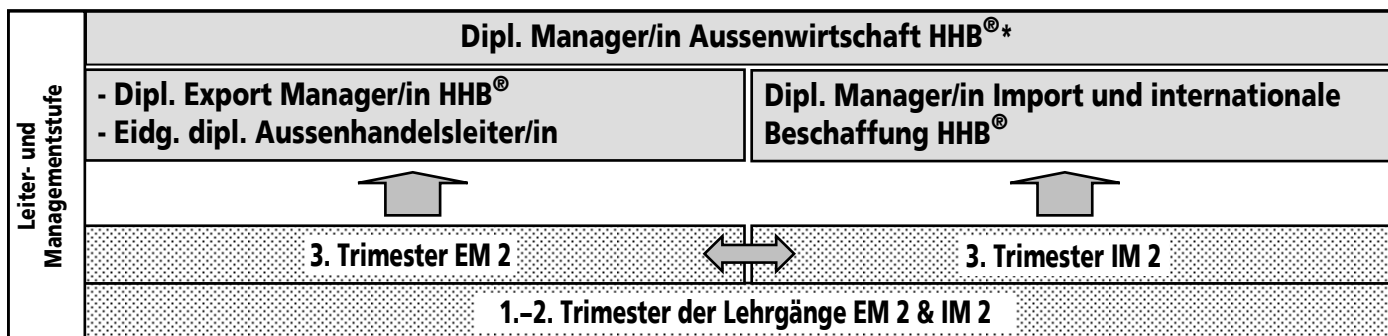 Leiter- und
Managementstufe
Dipl. Manager/in Aussenwirtschaft HHB®*
- Dipl. Export Manager/in HHB®
- Eidg. dipl. Aussenhandelsleiter/in
Dipl. Manager/in Import und internationale
Beschaffung HHB®
3. Trimester EM 2
3. Trimester IM 2
1.–2. Trimester der Lehrgänge EM 2 & IM 2